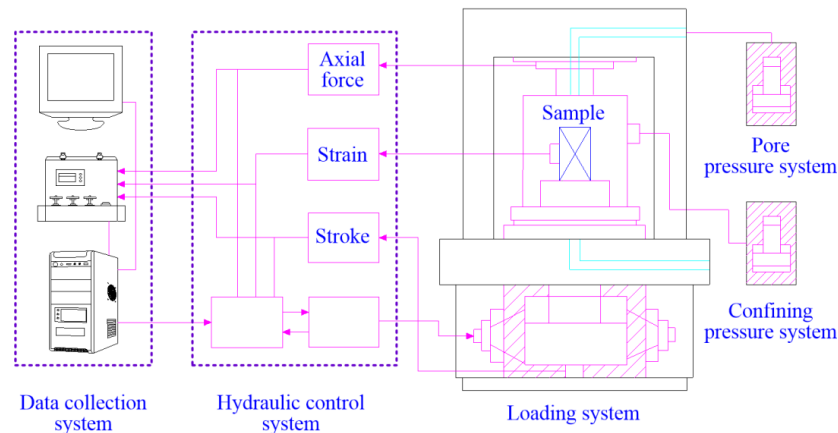 Axial
force
Sample
Strain
Pore
pressure system
Stroke
Confining
pressure system
Data collection
system
Hydraulic control
system
Loading system